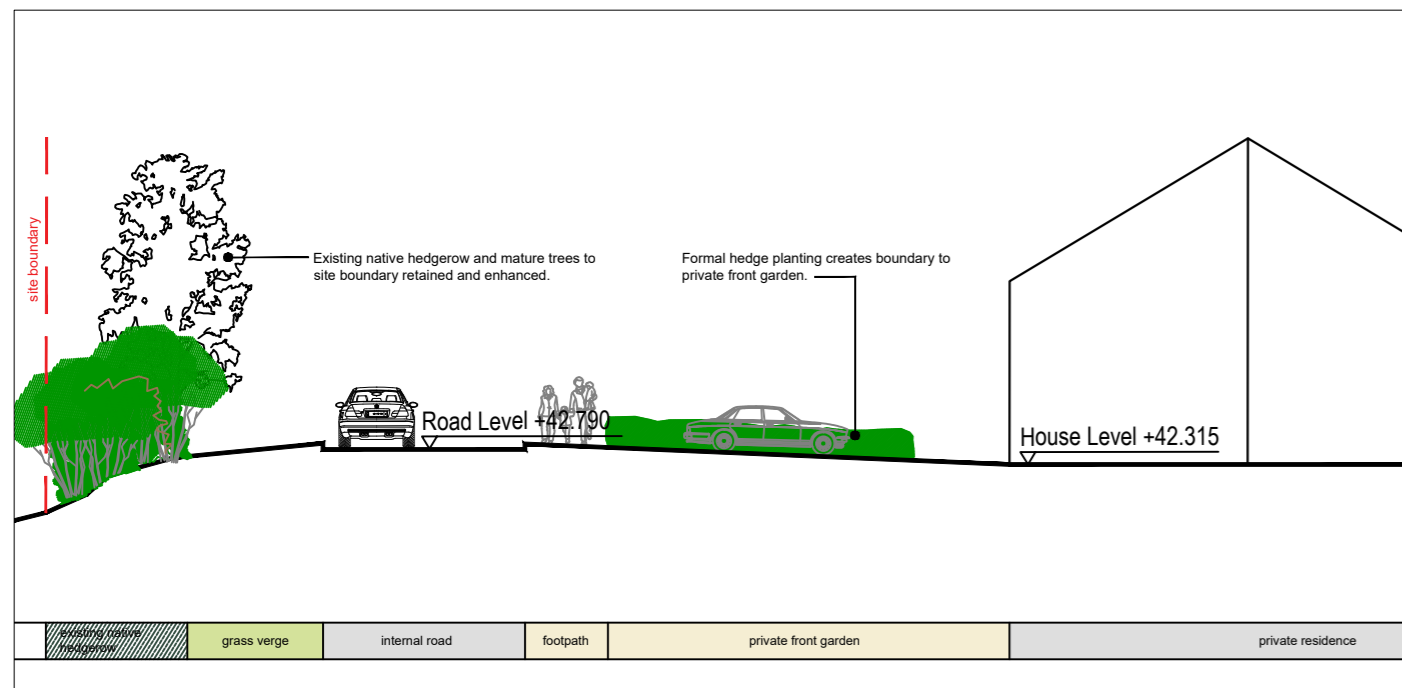 site boundary
Existing native hedgerow and mature trees to
site boundary retained and enhanced.
Formal hedge planting creates boundary to
private front garden.
Road Level +42.790
House Level +42.315
existing native
hedgerow
grass verge
internal road
footpath
private front garden
private residence